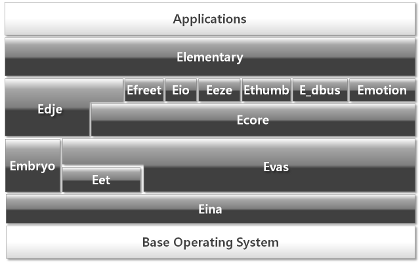 Applications
Elementary
Efreet Eio Eeze Ethumb E_dbus Emotion
Edje
Ecore
Embryo
Evas
Eet
Eina
Base Operating System